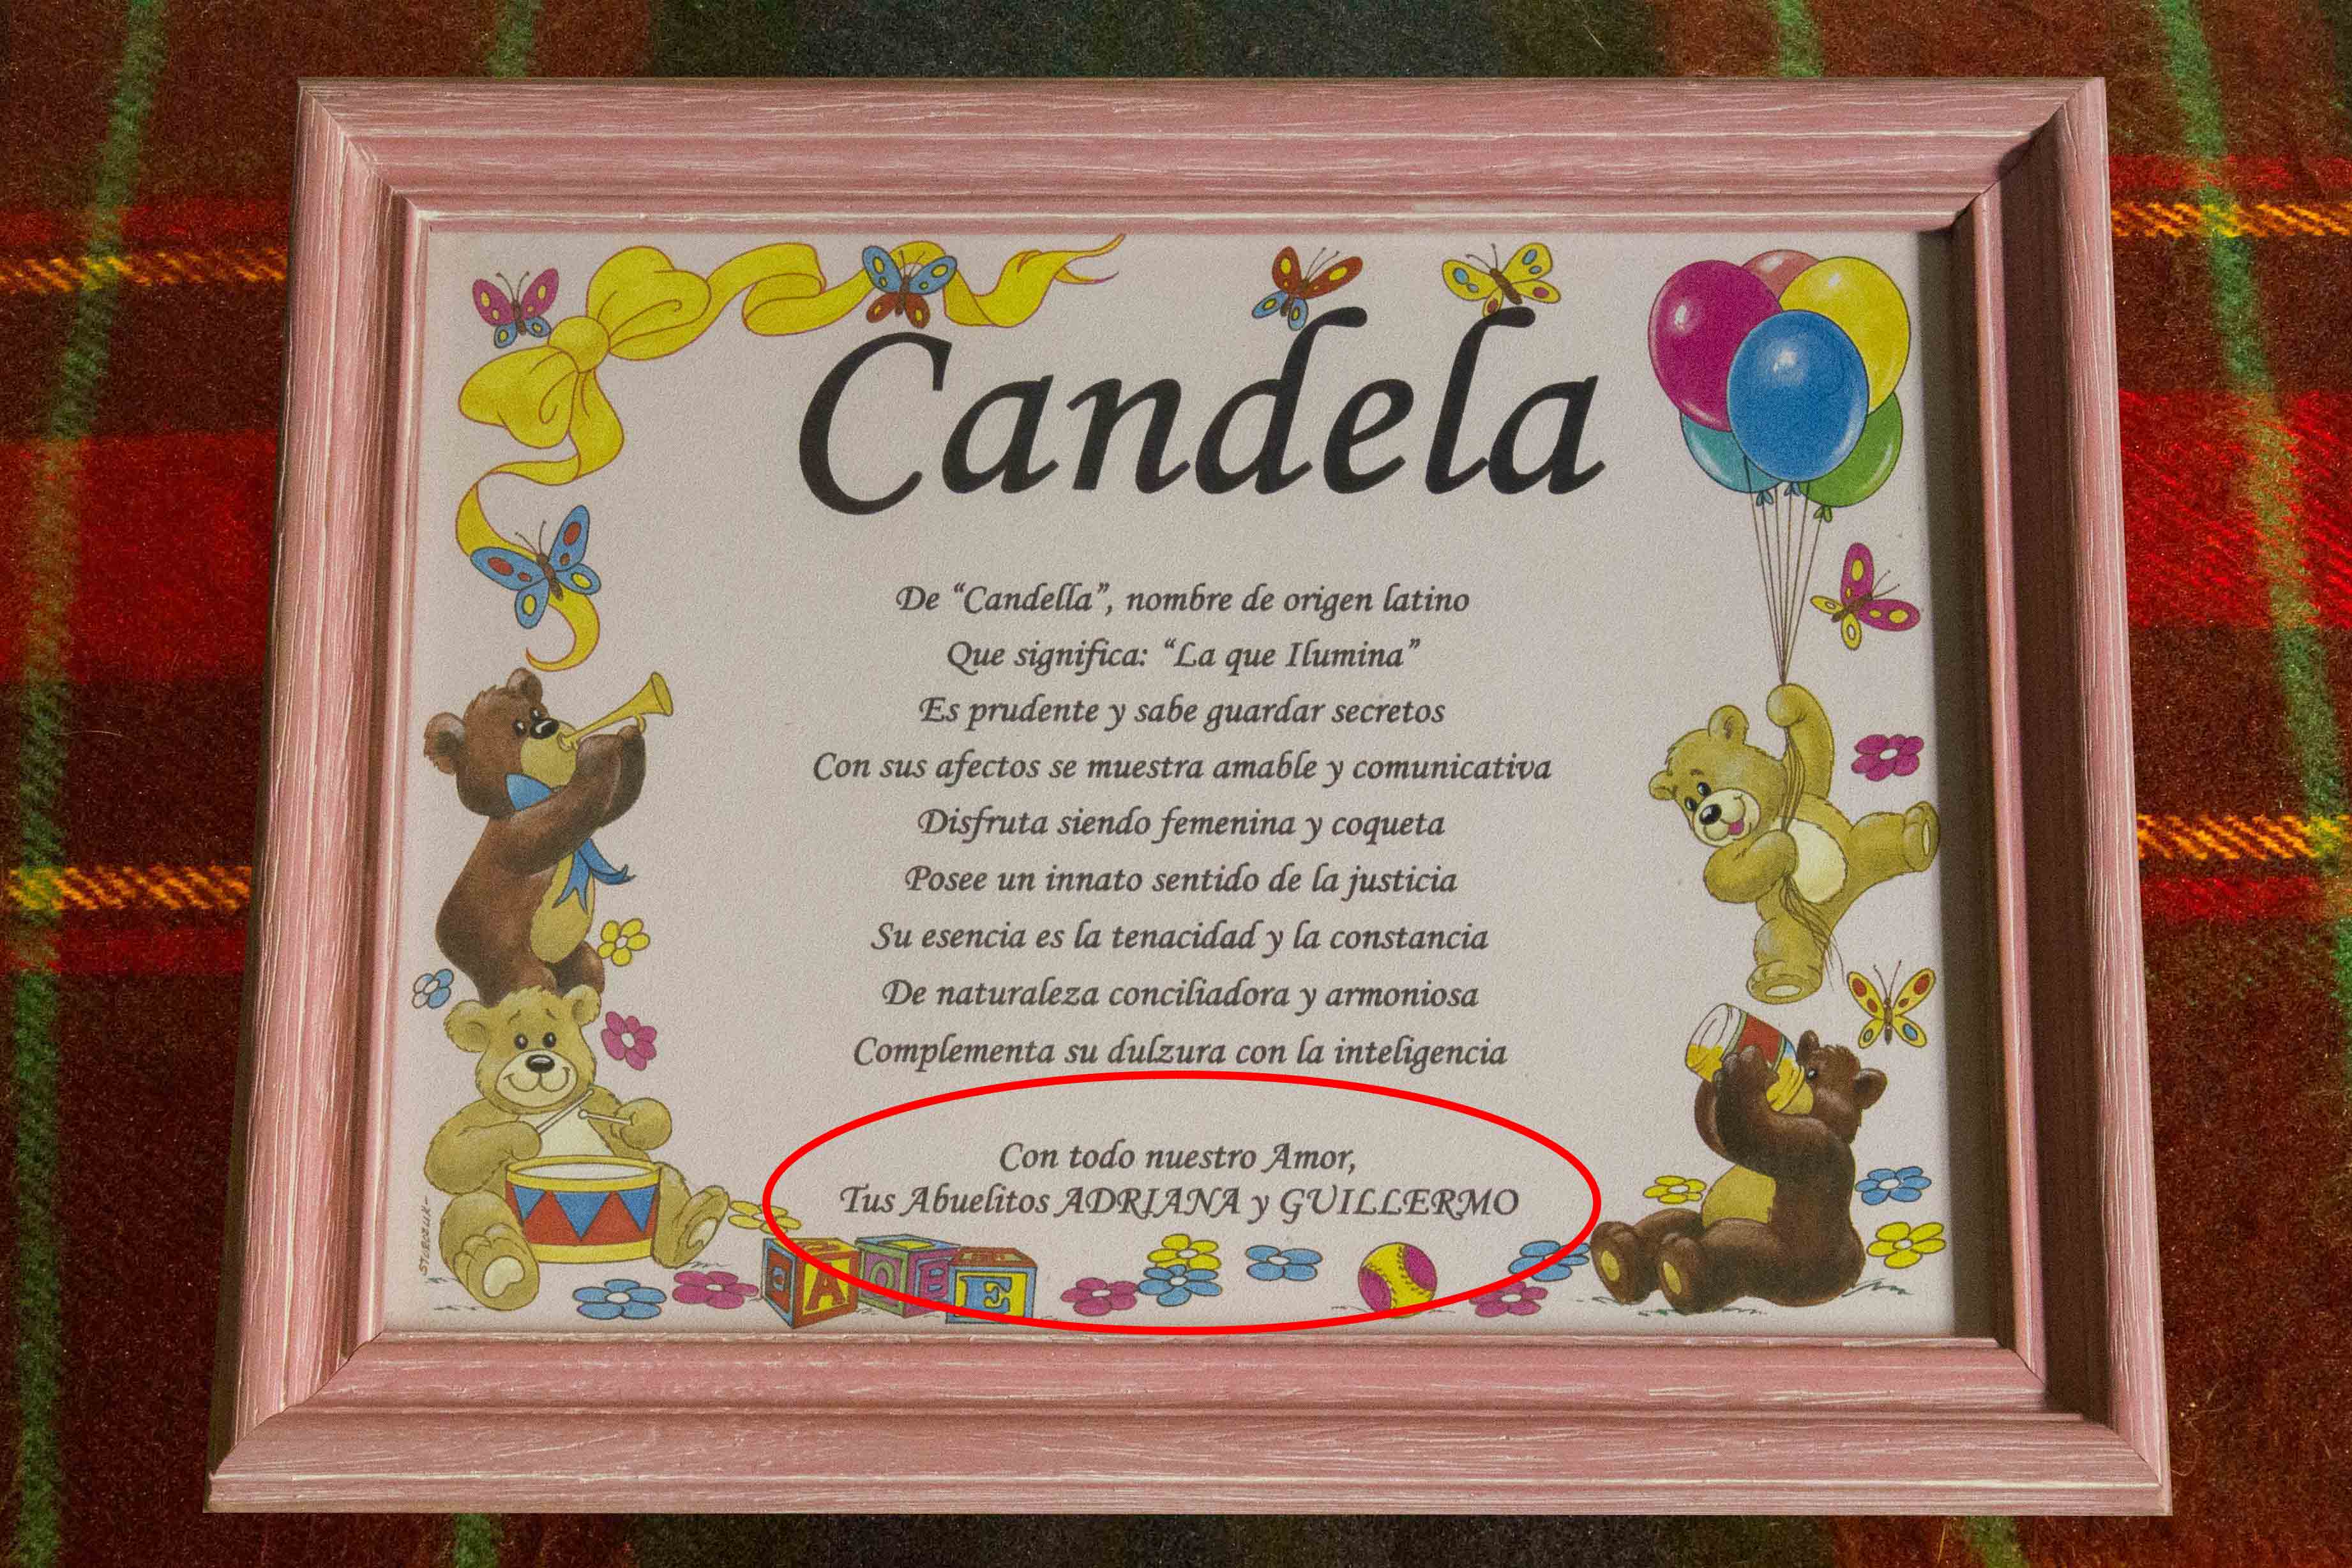 Candela
De “Candella”, nombre de origen latino
Que significa: “La que Ilumina”
Es prudente y sabe guardar secretos
Con sus afectos se muestra amable y comunicativa
Disfruta siendo femenina y coqueta
Posee un innato sentido de la justicia
Su esencia es la tenacidad y la constancia
De naturaleza conciliadora y armoniosa
Complementa su dulzura con la inteligencia
Con todo nuestro Amor,
Tus Abuelitos ADRIANA y GUILLERMO
A E